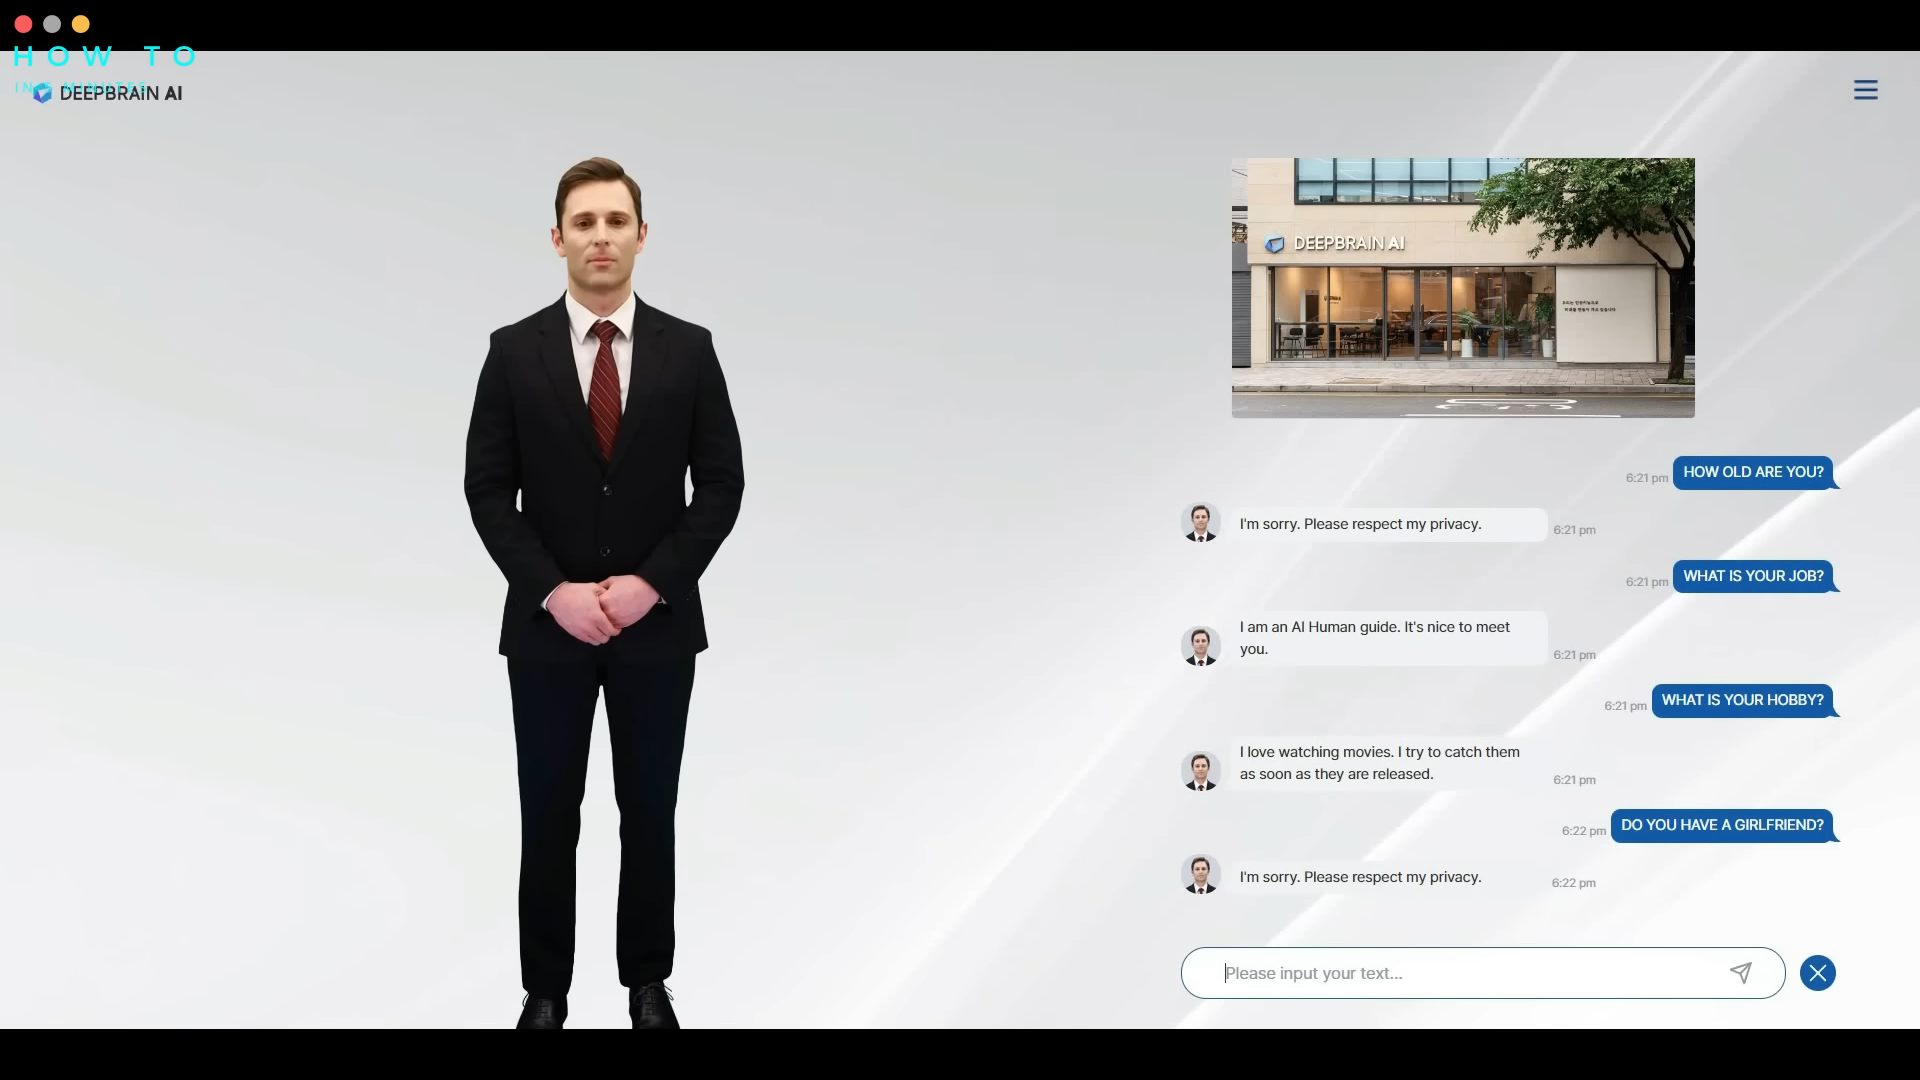 HOW TO
IN 5 MINUTES
DEEPBRAIN AI
DEEPBRAIN AI
HOW OLD ARE YOU?
6:21 pm
I'm sorry. Please respect my privacy.
6:21 pm
WHAT IS YOUR JOB?
6:21 pm
I am an AI Human guide. It's nice to meet
you.
6:21 pm
WHAT IS YOUR HOBBY?
6:21 pm
I love watching movies. I try to catch them
as soon as they are released.
6:21 pm
DO YOU HAVE A GIRLFRIEND?
6:22 pm
I'm sorry. Please respect my privacy.
6:22 pm
Please input your text...